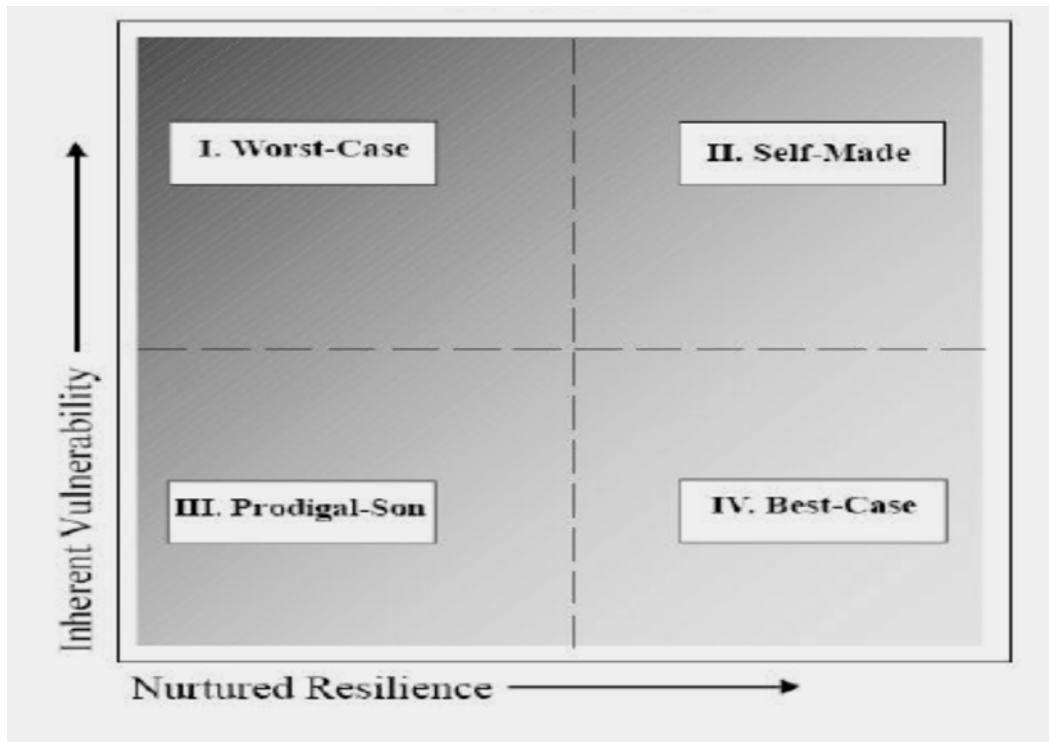 I. Worst-Case
II. Self-Made
III. Prodigal-Son
IV. Best-Case
Inherent Vulnerability
Nurtured Resilience